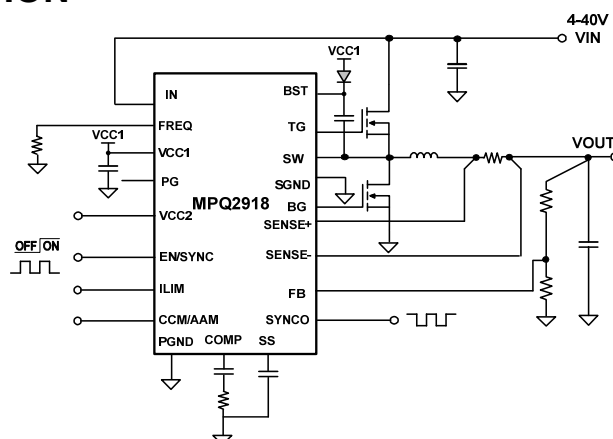 4-40V
VIN
VCC1
IN
BST
FREQ
TG
VCC1
VCC1
SW
VOUT
PG
SGND
MPQ2918
VCC2
BG
SENSE+
OFF ON
EN/SYNC
SENSE-
ILIM
FB
CCM/AAM
SYNCO
PGND
COMP
SS